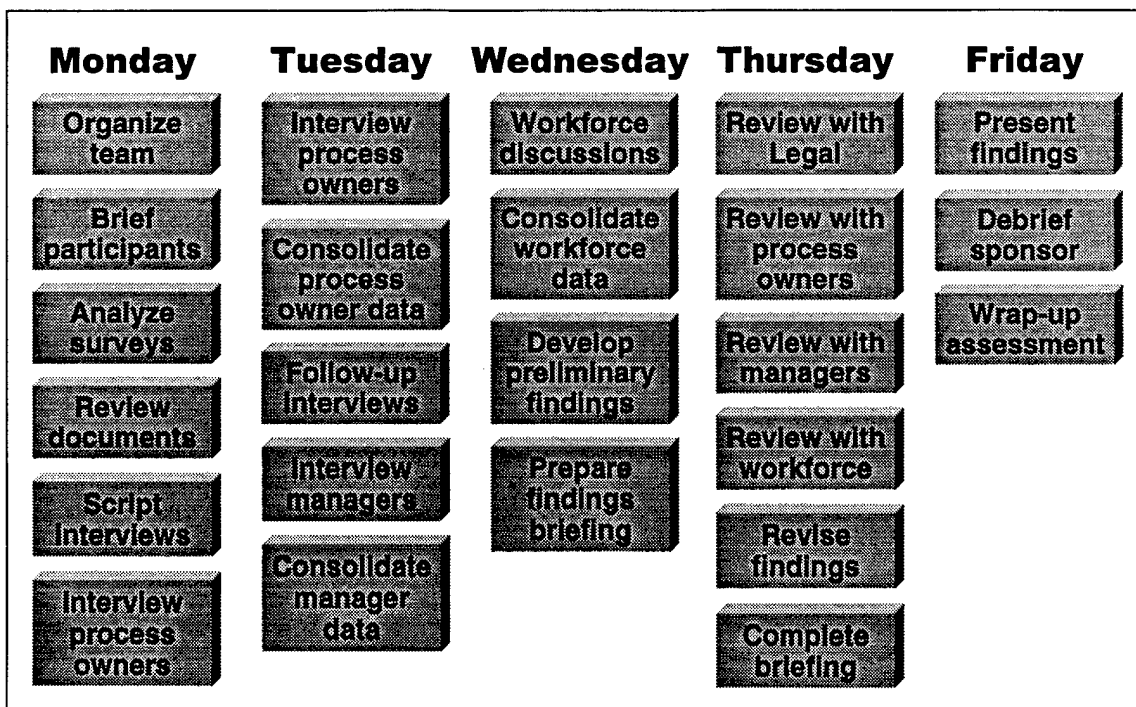 Monday
Organize
team
Brief
participants
Analyze
surveys
Review
documents
Script
interviews
Interview
process
owners
Tuesday
Interview
process
owners
Consolidate
process
owner data
Follow-up
interviews
Interview
managers
Consolidate
manager
data
Wednesday
Workforce
discussions
Consolidate
workforce
data
Develop
preliminary
findings
Prepare
findings
briefing
Thursday
Review with
Legal
Review with
process
owners
Review with
managers
Review with
workforce
Revise
findings
Complete
briefing
Friday
Present
findings
Debrief
sponsor
Wrap-up
assessment